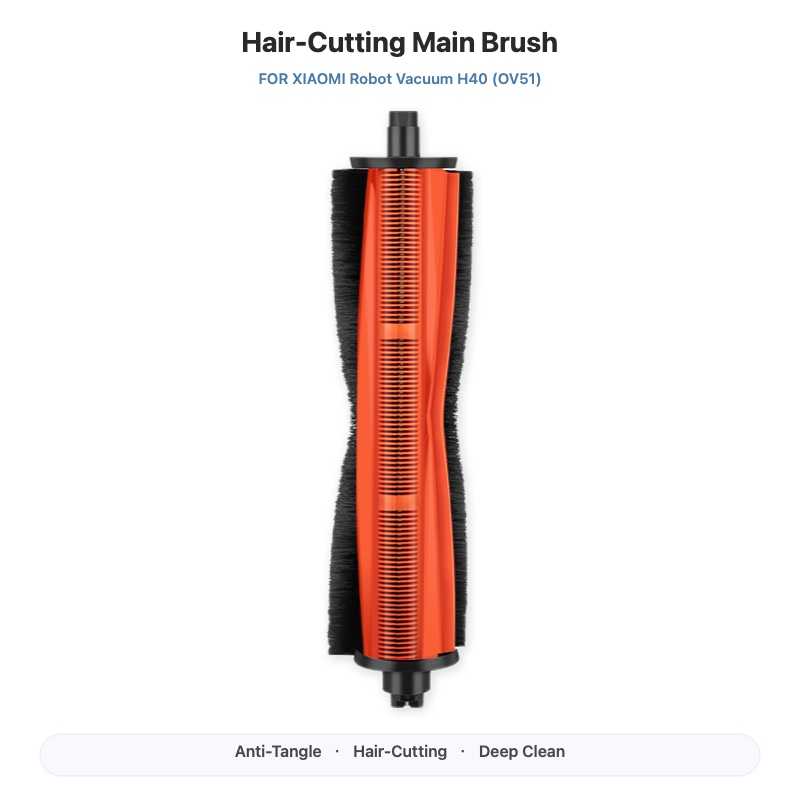 Hair-Cutting Main Brush
FOR XIAOMI Robot Vacuum H40 (OV51)
Anti-Tangle · Hair-Cutting · Deep Clean